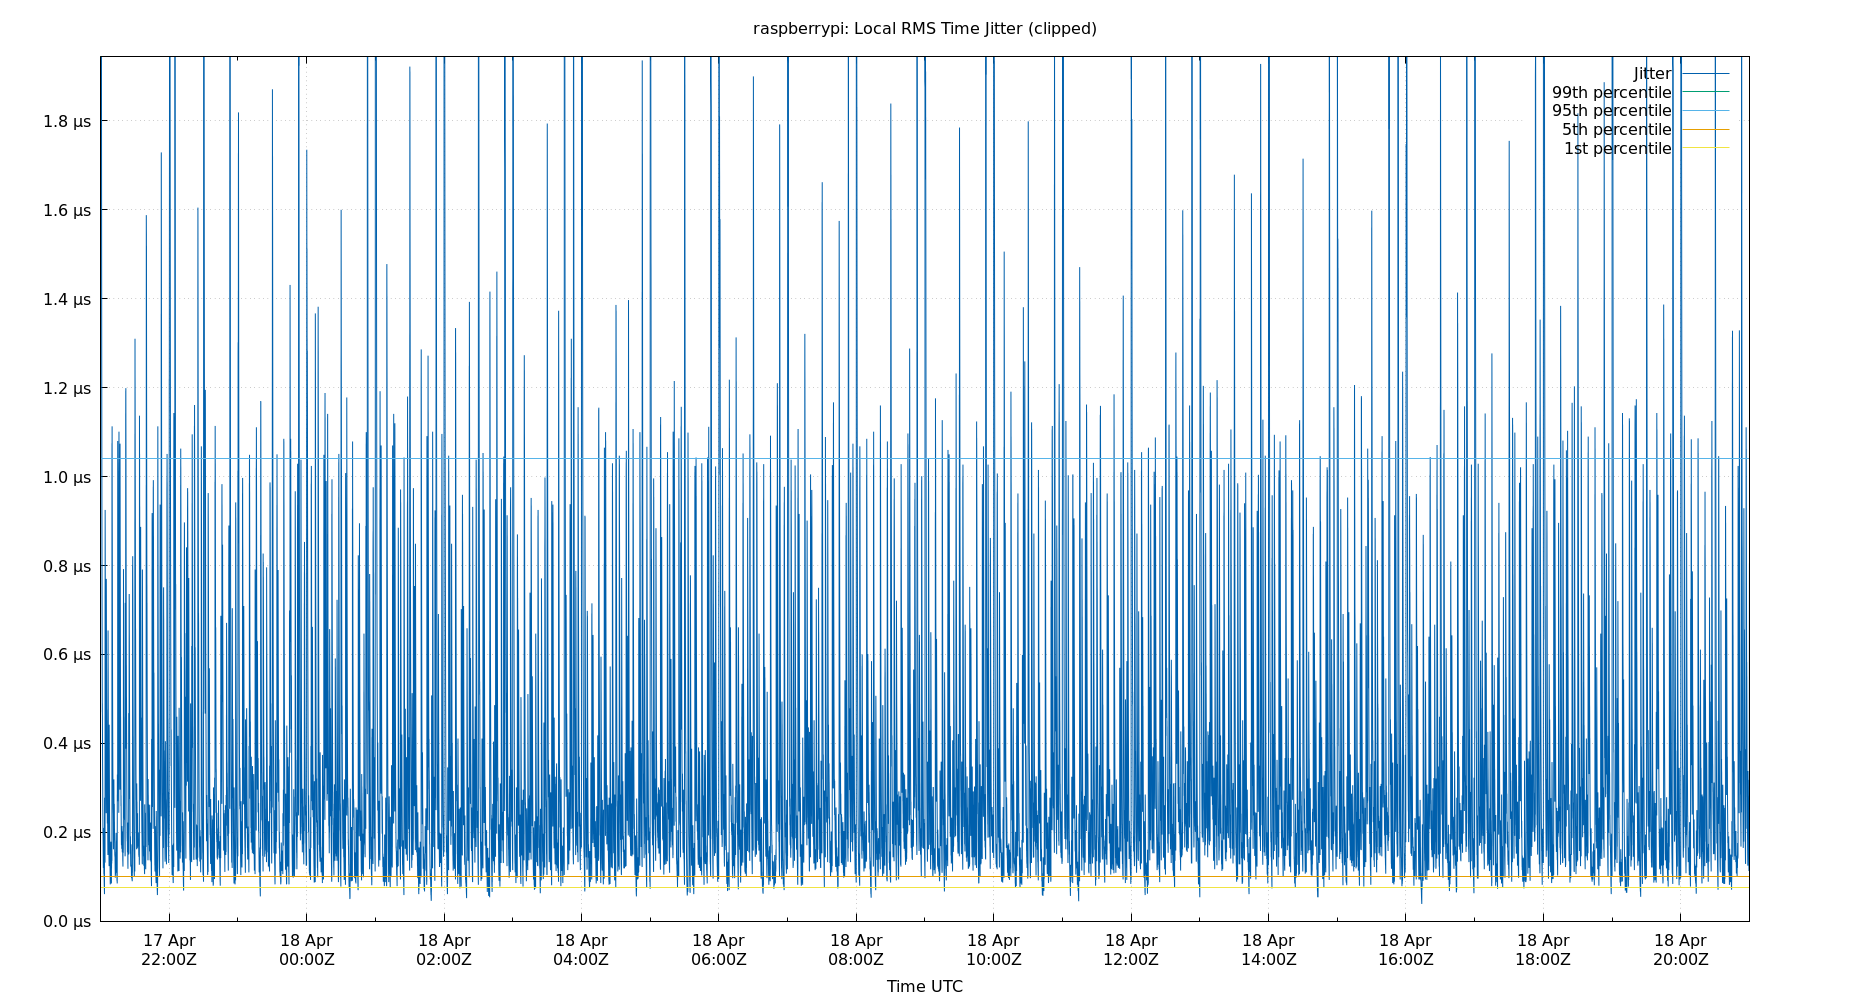 raspberrypi: Local RMS Time Jitter (clipped)
Jitter
99th percentile
95th percentile
5th percentile
1st percentile
1.8 µs
1.6 µs
1.4 µs
1.2 µs
1.0 µs
0.8 µs
0.6 µs
0.4 µs
0.2 µs
0.0 µs
17 Apr 18 Apr 18 Apr 18 Apr 18 Apr 18 Apr 18 Apr 18 Apr 18 Apr 18 Apr 18 Apr 18 Apr
22:00Z 00:00Z 02:00Z 04:00Z 06:00Z 08:00Z 10:00Z 12:00Z 14:00Z 16:00Z 18:00Z 20:00Z
Time UTC